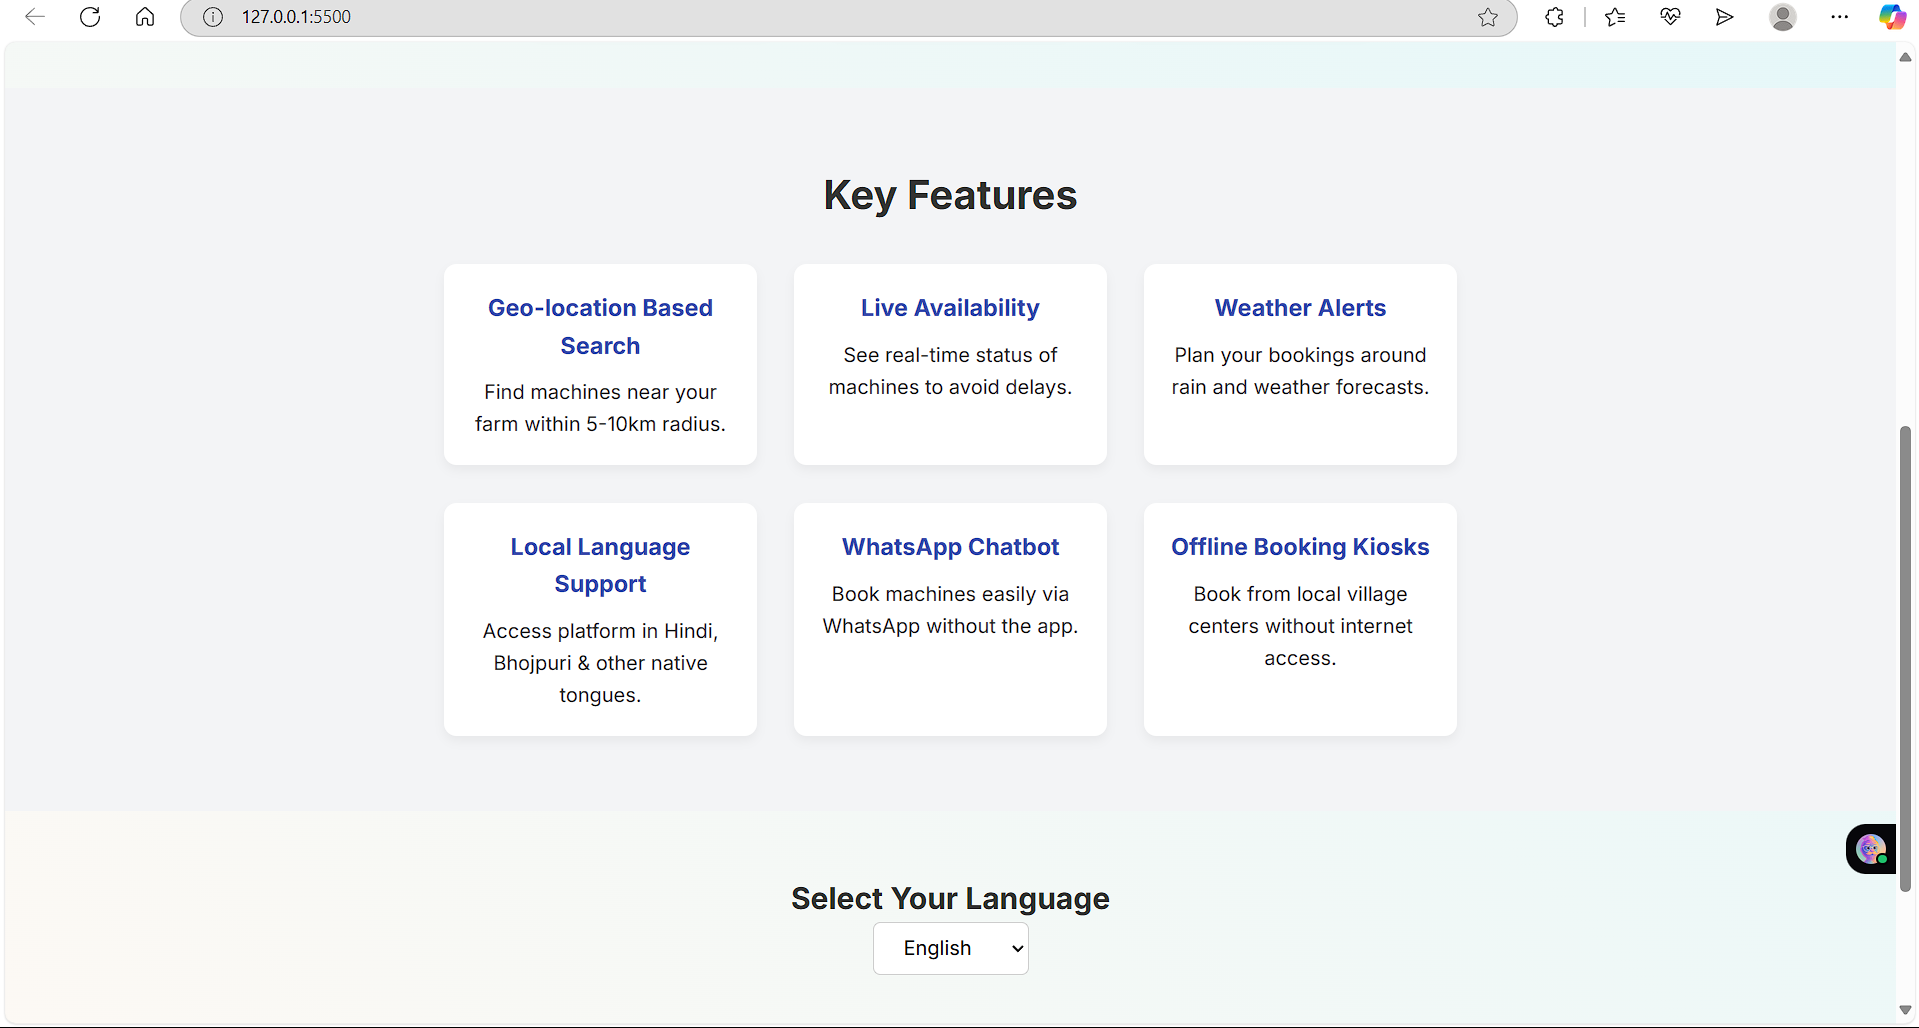 127.0.0.1:5500
Key Features
Geo-location Based
Search
Find machines near your
farm within 5-10km radius.
Live Availability
See real-time status of
machines to avoid delays.
Weather Alerts
Plan your bookings around
rain and weather forecasts.
Local Language
Support
Access platform in Hindi,
Bhojpuri & other native
tongues.
WhatsApp Chatbot
Book machines easily via
WhatsApp without the app.
Offline Booking Kiosks
Book from local village
centers without internet
access.
Select Your Language
English